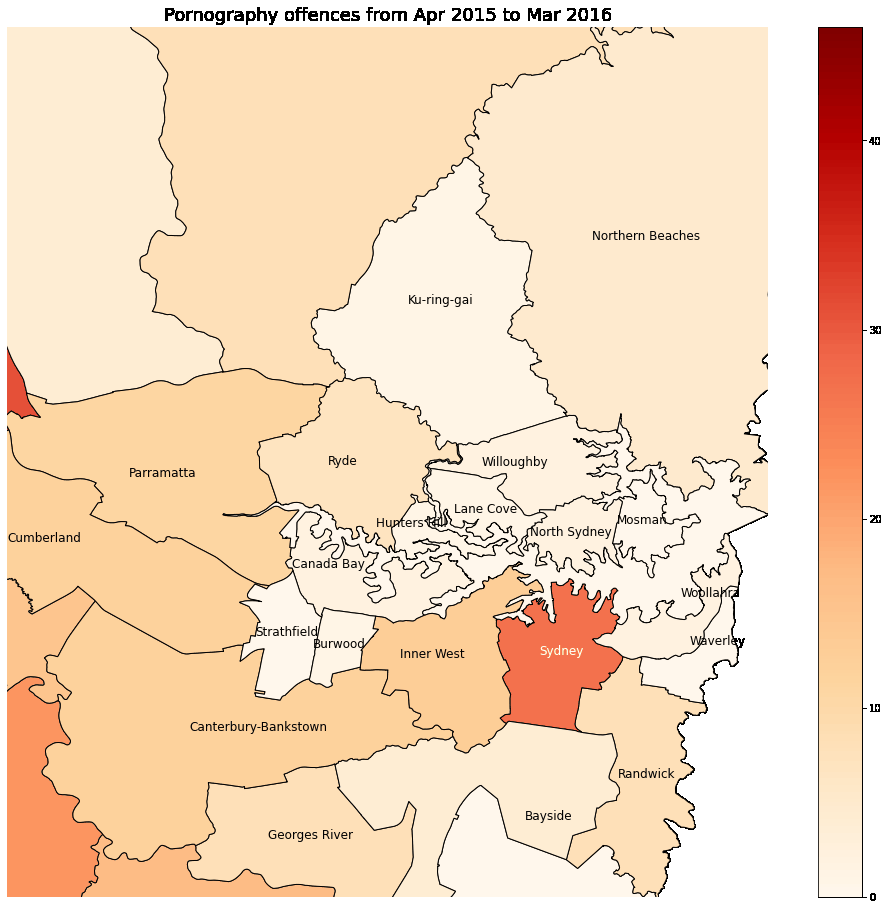 Pornography offences from Apr 2015 to Mar 2016
40
Northern Beaches
Ku-ring-gai
30
Ryde
Willoughby
Parramatta
Lane Cove
20
Hunters Hill
Mosman
North Sydney
Cumberland
Canada Bay
Woollahra
Strathfield
Burwood
Waverley
Inner West
Sydney
10
Canterbury-Bankstown
Randwick
Bayside
Georges River
0